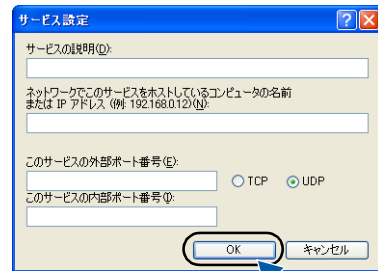 サービス設定
サービスの説明(D):
ネットワークでこのサービスをホストしているコンピュータの名前
または IP アドレス (例: 192.168.0.12)(N):
このサービスの外部ポート番号(E):
TCP UDP
このサービスの内部ポート番号(I):
OK キャンセル